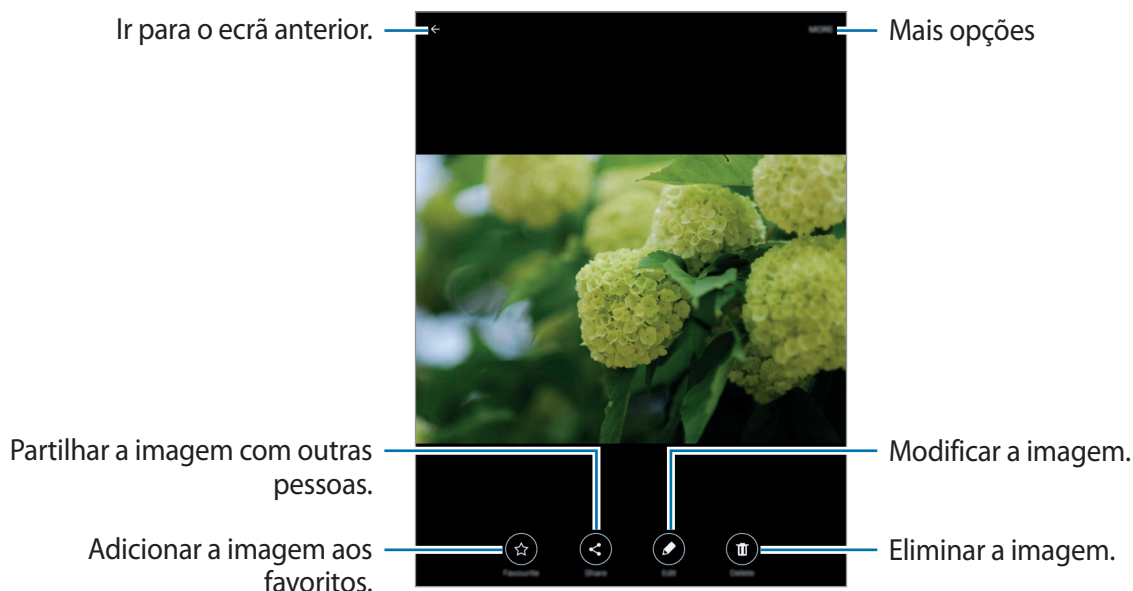 Ir para o ecrã anterior.
MORE
Mais opções
Partilhar a imagem com outras
pessoas.
Modificar a imagem.
Adicionar a imagem aos
favoritos.
Eliminar a imagem.
Favourite
Share
Edit
Delete